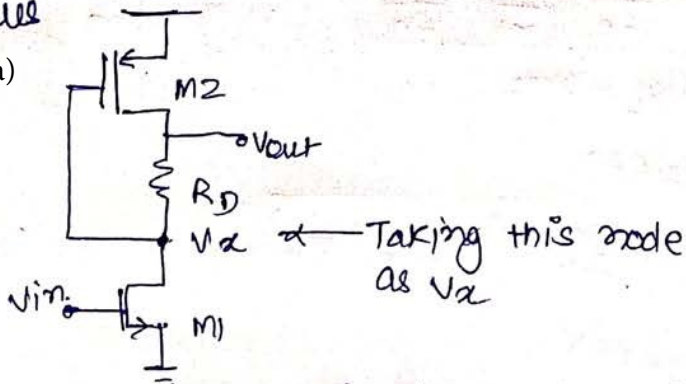 a)
M2
Vout
RD
Vx ← Taking this node
as Vx
Vin
M1